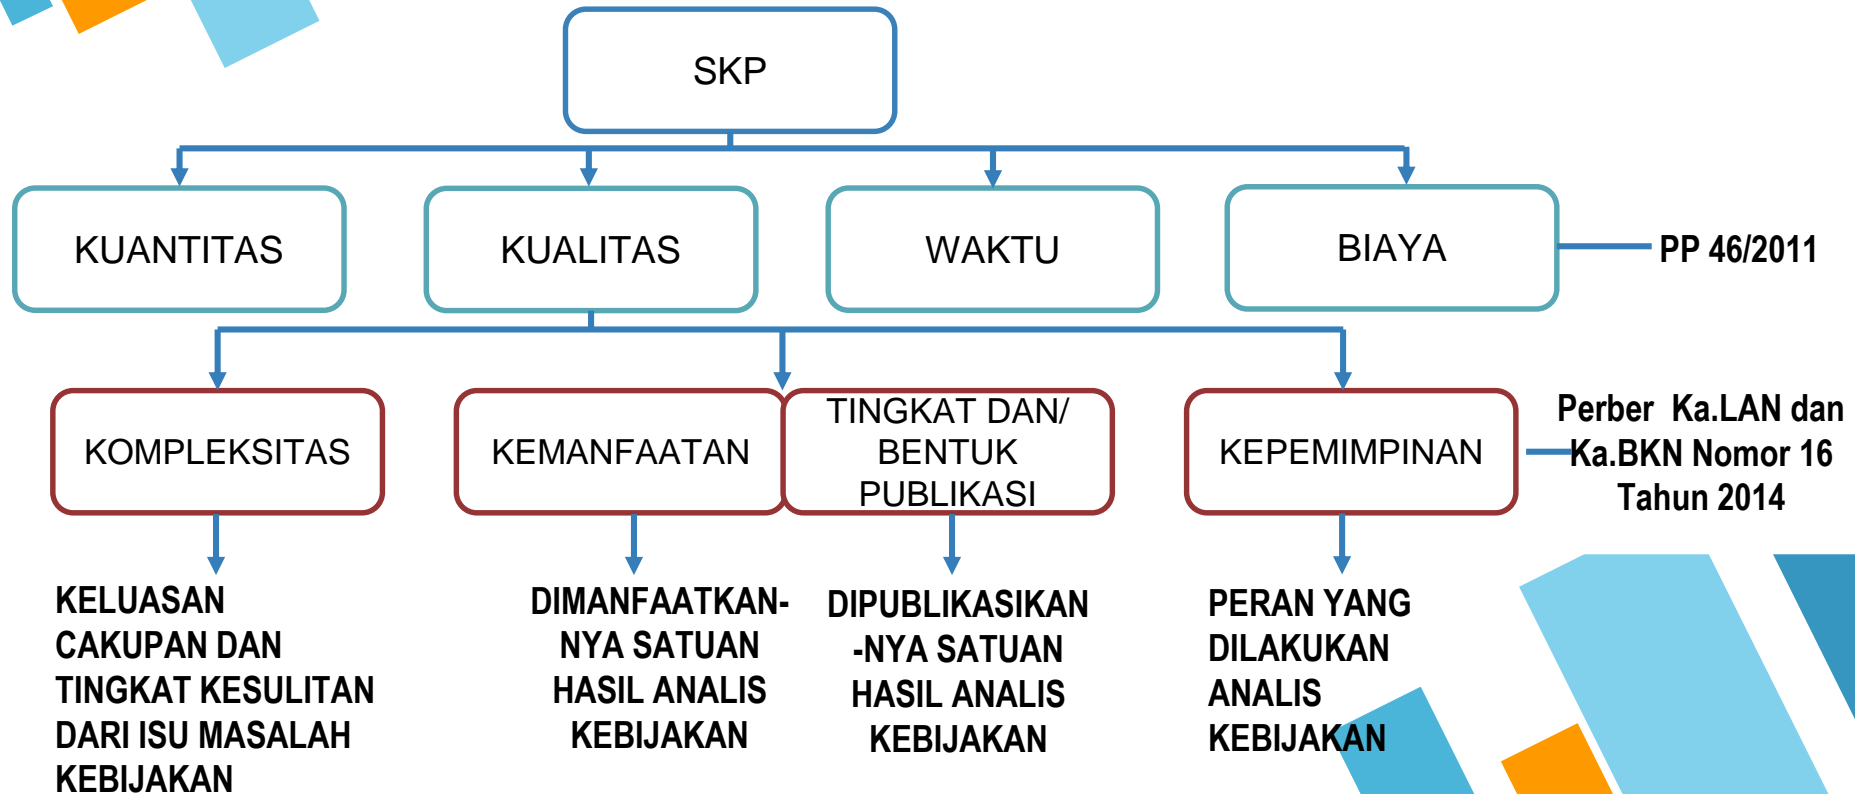 SKP
KUANTITAS
KUALITAS
WAKTU
BIAYA
PP 46/2011
KOMPLEKSITAS
KEMANFAATAN
TINGKAT DAN/
BENTUK
PUBLIKASI
KEPEMIMPINAN
Perber Ka.LAN dan
Ka.BKN Nomor 16
Tahun 2014
KELUASAN
CAKUPAN DAN
TINGKAT KESULITAN
DARI ISU MASALAH
KEBIJAKAN
DIMANFAATKAN-
NYA SATUAN
HASIL ANALIS
KEBIJAKAN
DIPUBLIKASIKAN
-NYA SATUAN
HASIL ANALIS
KEBIJAKAN
PERAN YANG
DILAKUKAN
ANALIS
KEBIJAKAN